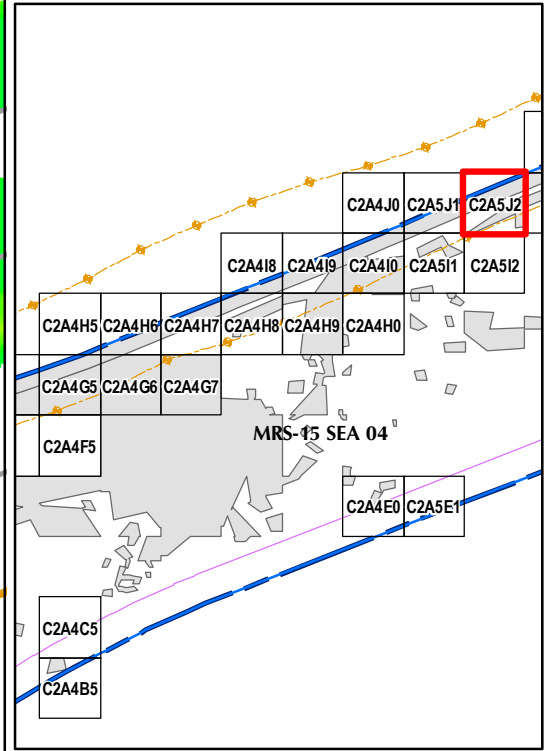 C2A4J0 C2A5J1 C2A5J2
C2A4I8 C2A4I9 C2A4I0 C2A5I1 C2A5I2
C2A4H5 C2A4H6 C2A4H7 C2A4H8 C2A4H9 C2A4H0
C2A4G5 C2A4G6 C2A4G7
C2A4F5
MRS-15 SEA 04
C2A4E0 C2A5E1
C2A4C5
C2A4B5